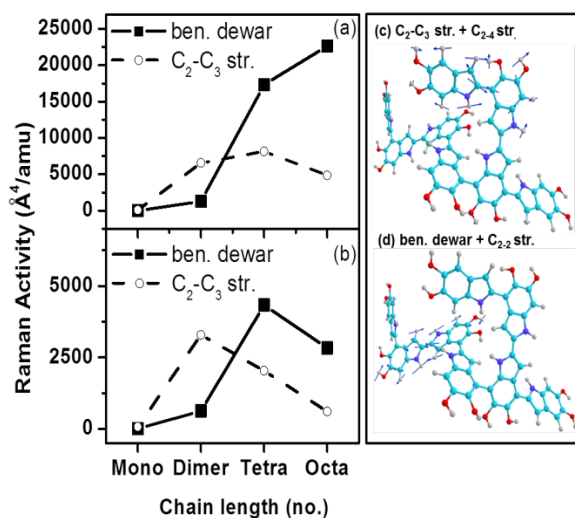 ben. dewar
C₂-C₃ str.
(a)
25000
20000
15000
10000
5000
0
ben. dewar
C₂-C₃ str.
(b)
5000
2500
0
Raman Activity (Å⁴/amu)
Mono Dimer Tetra Octa
Chain length (no.)
(c) C₂-C₃ str. + C₂₋₄ str.
(d) ben. dewar + C₂₋₂ str.